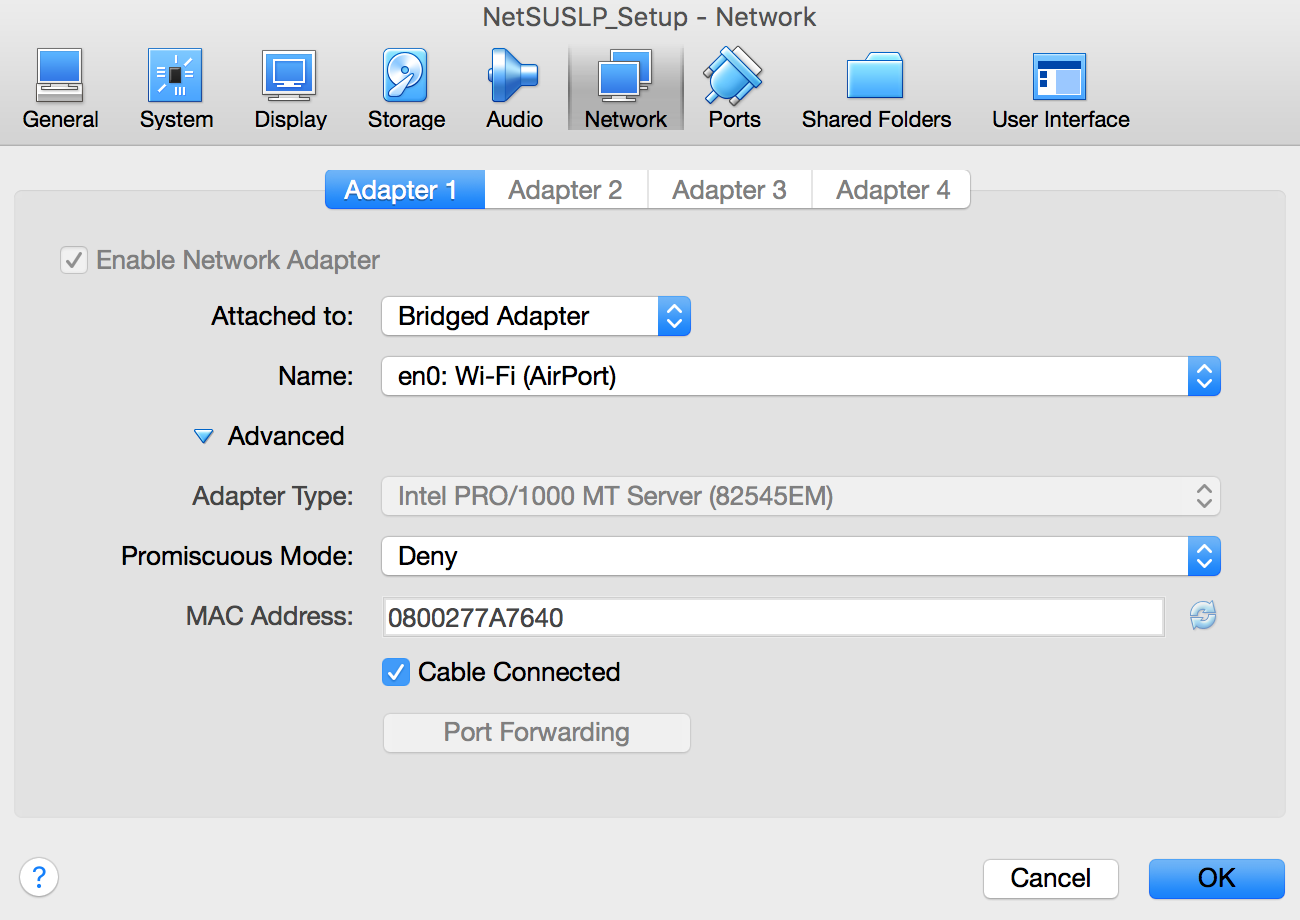 NetSUSLP_Setup - Network
General System Display Storage Audio Network Ports Shared Folders User Interface
Adapter 1 Adapter 2 Adapter 3 Adapter 4
Enable Network Adapter
Attached to: Bridged Adapter
Name: en0: Wi-Fi (AirPort)
Advanced
Adapter Type: Intel PRO/1000 MT Server (82545EM)
Promiscuous Mode: Deny
MAC Address: 0800277A7640
Cable Connected
Port Forwarding
? Cancel OK